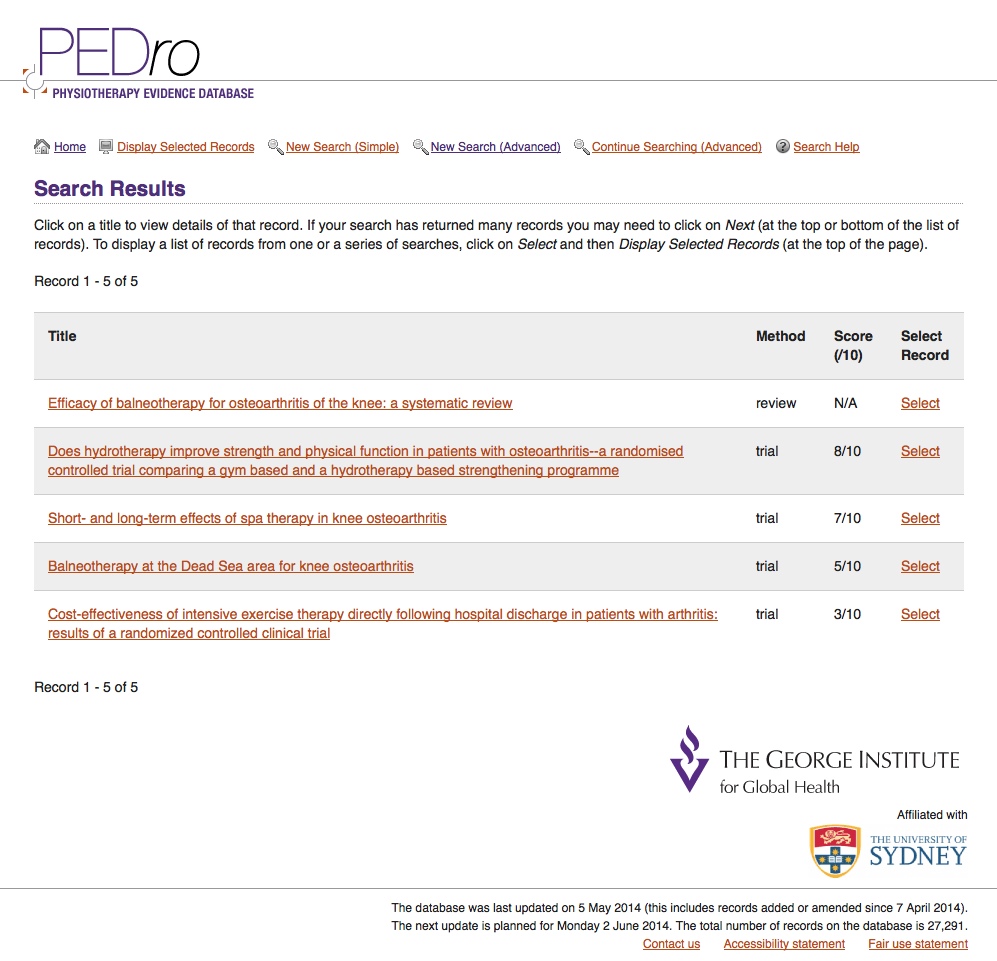 PEDro
PHYSIOTHERAPY EVIDENCE DATABASE
Home Display Selected Records New Search (Simple) New Search (Advanced) Continue Searching (Advanced) Search Help
Search Results
Click on a title to view details of that record. If your search has returned many records you may need to click on Next (at the top or bottom of the list of
records). To display a list of records from one or a series of searches, click on Select and then Display Selected Records (at the top of the page).
Record 1 - 5 of 5
Title Method Score Select
(/10) Record
Efficacy of balneotherapy for osteoarthritis of the knee: a systematic review review N/A Select
Does hydrotherapy improve strength and physical function in patients with osteoarthritis--a randomised trial 8/10 Select
controlled trial comparing a gym based and a hydrotherapy based strengthening programme
Short- and long-term effects of spa therapy in knee osteoarthritis trial 7/10 Select
Balneotherapy at the Dead Sea area for knee osteoarthritis trial 5/10 Select
Cost-effectiveness of intensive exercise therapy directly following hospital discharge in patients with arthritis: trial 3/10 Select
results of a randomized controlled clinical trial
Record 1 - 5 of 5
THE GEORGE INSTITUTE
for Global Health
Affiliated with
THE UNIVERSITY OF
SYDNEY
The database was last updated on 5 May 2014 (this includes records added or amended since 7 April 2014).
The next update is planned for Monday 2 June 2014. The total number of records on the database is 27,291.
Contact us Accessibility statement Fair use statement